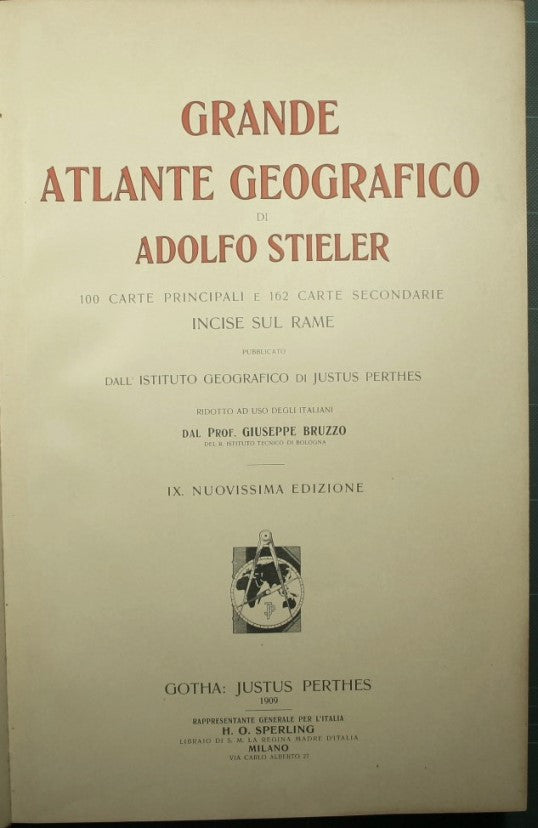 GRANDE
ATLANTE GEOGRAFICO
DI
ADOLFO STIELER
100 CARTE PRINCIPALI E 162 CARTE SECONDARIE
INCISE SUL RAME
PUBBLICATO
DALL' ISTITUTO GEOGRAFICO DI JUSTUS PERTHES
RIDOTTO AD USO DEGLI ITALIANI
DAL PROF. GIUSEPPE BRUZZO
DEL R. ISTITUTO TECNICO DI BOLOGNA
IX. NUOVISSIMA EDIZIONE
JP
GOTHA: JUSTUS PERTHES
1909
RAPPRESENTANTE GENERALE PER L'ITALIA
H. O. SPERLING
LIBRAIO DI S. M. LA REGINA MADRE D'ITALIA
MILANO
VIA CARLO ALBERTO 27